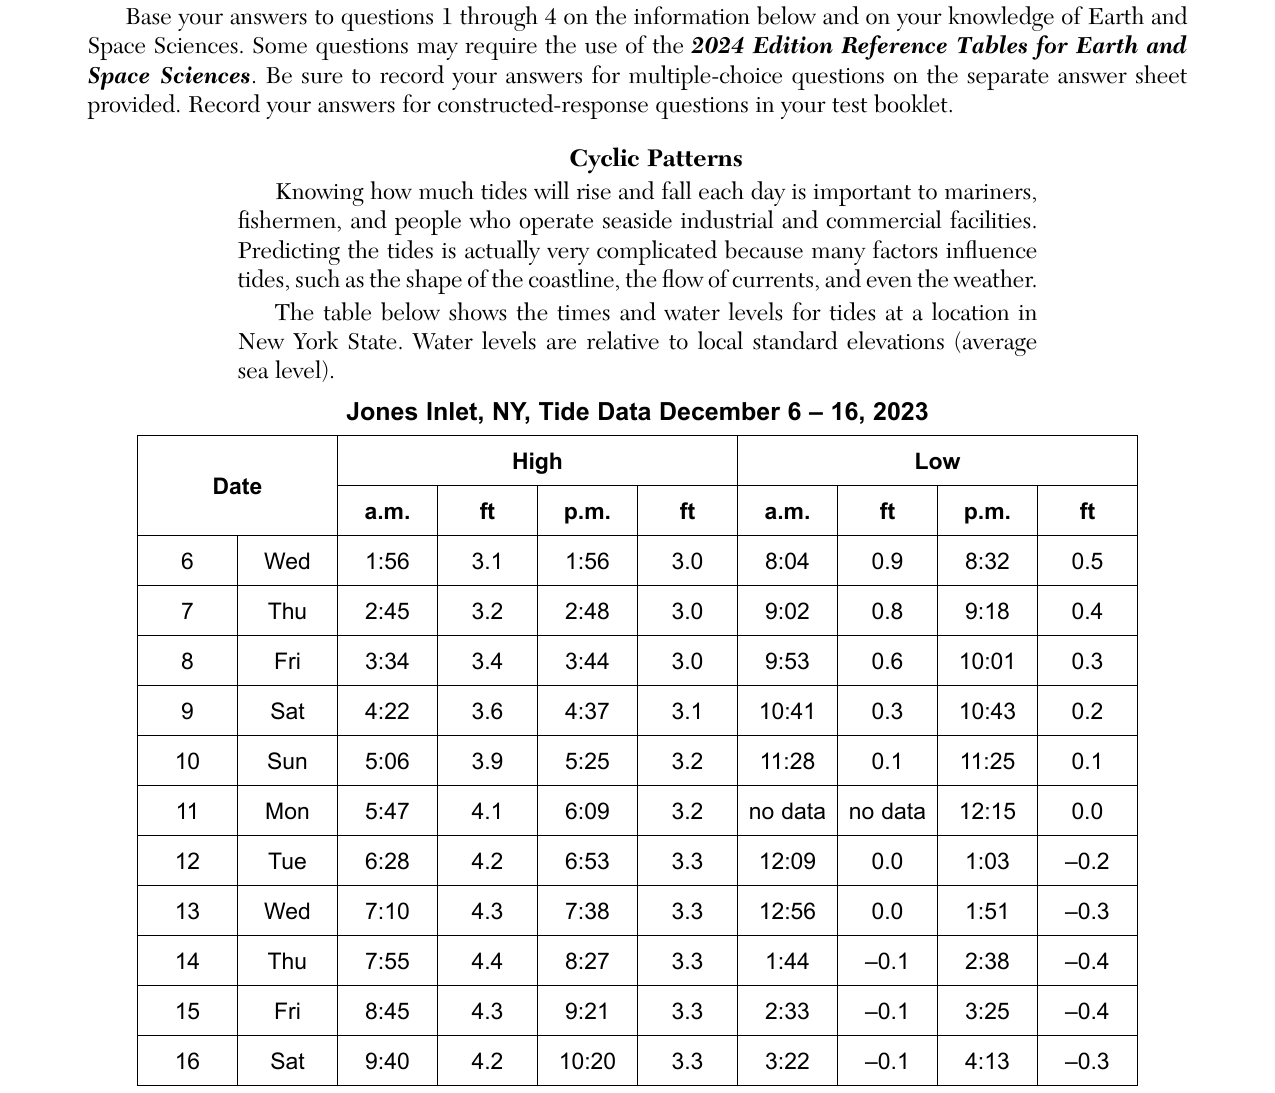 Base your answers to questions 1 through 4 on the information below and on your knowledge of Earth and
Space Sciences. Some questions may require the use of the 2024 Edition Reference Tables for Earth and
Space Sciences. Be sure to record your answers for multiple-choice questions on the separate answer sheet
provided. Record your answers for constructed-response questions in your test booklet.
Cyclic Patterns
Knowing how much tides will rise and fall each day is important to mariners,
fishermen, and people who operate seaside industrial and commercial facilities.
Predicting the tides is actually very complicated because many factors influence
tides, such as the shape of the coastline, the flow of currents, and even the weather.
The table below shows the times and water levels for tides at a location in
New York State. Water levels are relative to local standard elevations (average
sea level).
Jones Inlet, NY, Tide Data December 6 – 16, 2023
Date High Low
a.m. ft p.m. ft a.m. ft p.m. ft
6 Wed 1:56 3.1 1:56 3.0 8:04 0.9 8:32 0.5
7 Thu 2:45 3.2 2:48 3.0 9:02 0.8 9:18 0.4
8 Fri 3:34 3.4 3:44 3.0 9:53 0.6 10:01 0.3
9 Sat 4:22 3.6 4:37 3.1 10:41 0.3 10:43 0.2
10 Sun 5:06 3.9 5:25 3.2 11:28 0.1 11:25 0.1
11 Mon 5:47 4.1 6:09 3.2 no data no data 12:15 0.0
12 Tue 6:28 4.2 6:53 3.3 12:09 0.0 1:03 –0.2
13 Wed 7:10 4.3 7:38 3.3 12:56 0.0 1:51 –0.3
14 Thu 7:55 4.4 8:27 3.3 1:44 –0.1 2:38 –0.4
15 Fri 8:45 4.3 9:21 3.3 2:33 –0.1 3:25 –0.4
16 Sat 9:40 4.2 10:20 3.3 3:22 –0.1 4:13 –0.3